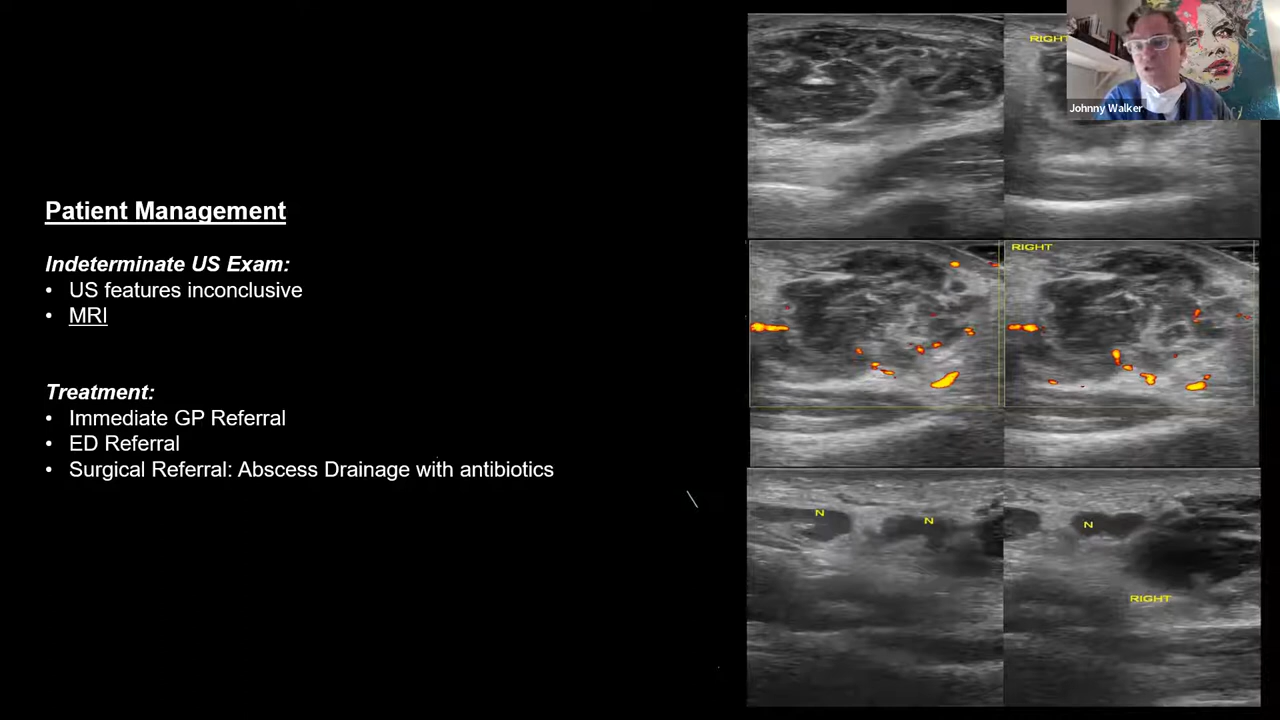 Patient Management
Indeterminate US Exam:
• US features inconclusive
• MRI
Treatment:
• Immediate GP Referral
• ED Referral
• Surgical Referral: Abscess Drainage with antibiotics
RIGHT
Johnny Walker
RIGHT
N
N
N
RIGHT